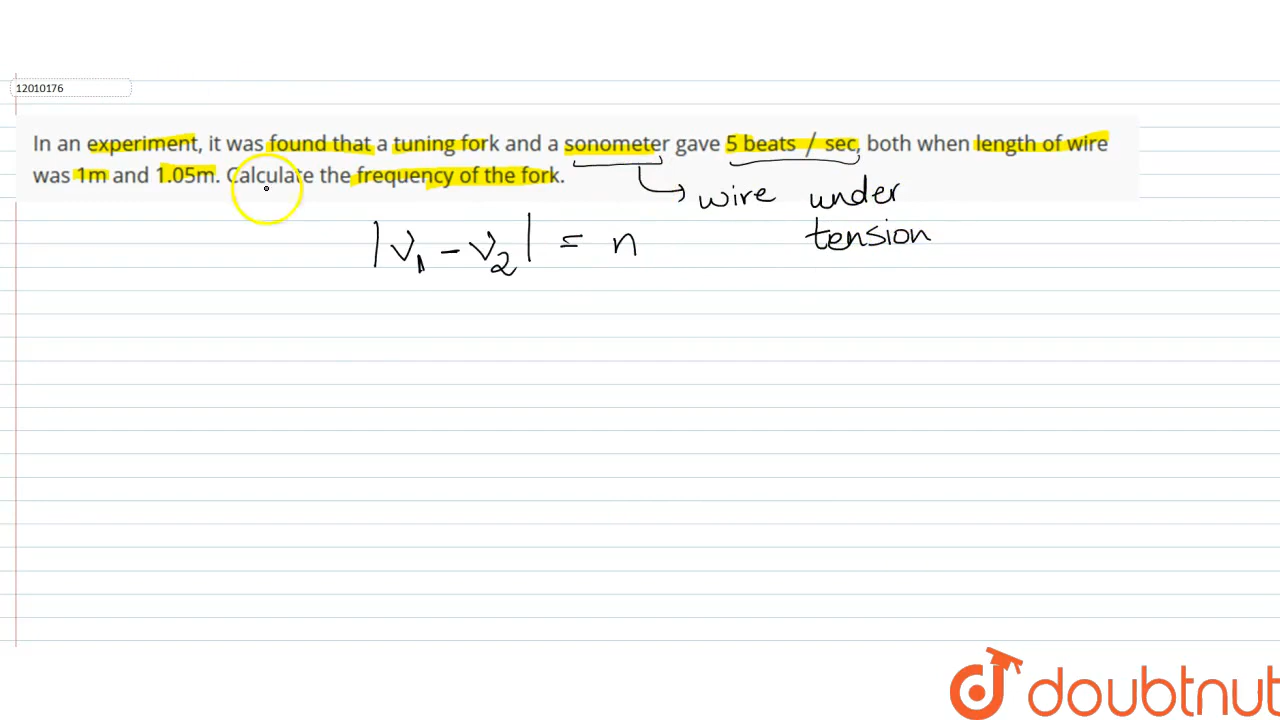 12010176
In an experiment, it was found that a tuning fork and a sonometer gave 5 beats / sec, both when length of wire
was 1m and 1.05m. Calculate the frequency of the fork.
wire under
tension
|ν₁ - ν₂| = n
doubtnut